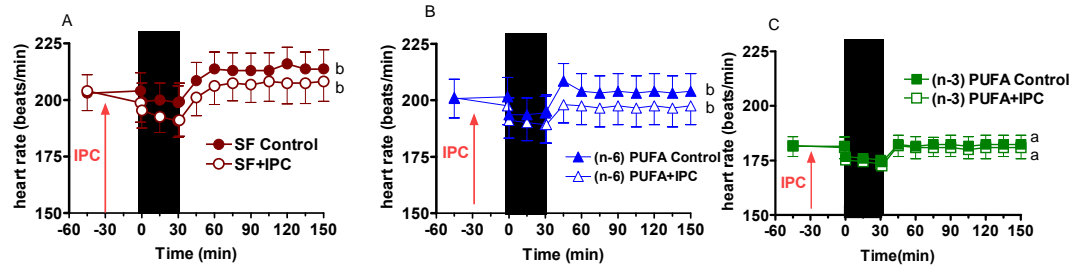 A
heart rate (beats/min)
225
200
175
150
b
b
IPC
SF Control
SF+IPC
-60 -30 0 30 60 90 120 150
Time (min)
B
heart rate (beats/min)
225
200
175
150
b
b
IPC
(n-6) PUFA Control
(n-6) PUFA+IPC
-60 -30 0 30 60 90 120 150
Time (min)
C
heart rate (beats/min)
225
200
175
150
(n-3) PUFA Control
(n-3) PUFA+IPC
a
a
IPC
-60 -30 0 30 60 90 120 150
Time(min)